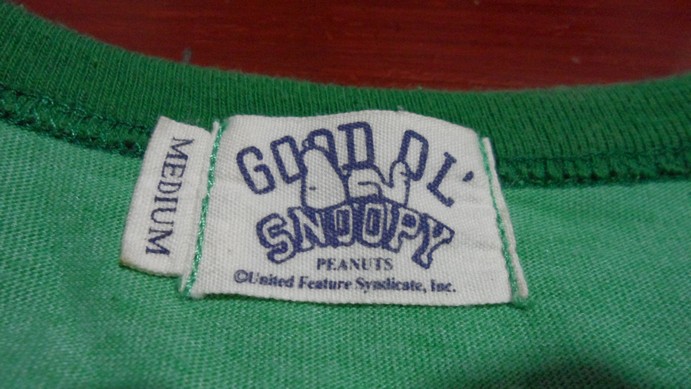 MEDIUM
GOOD OL'
SNOOPY
PEANUTS
©United Feature Syndicate, Inc.